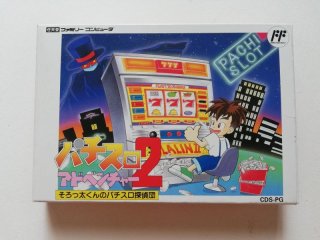 ファミリー コンピュータ
FF
PACHI
SLOT
777
777
パチスロ
アドベンチャー2
そろっ太くんのパチスロ探偵団
CDS-PG